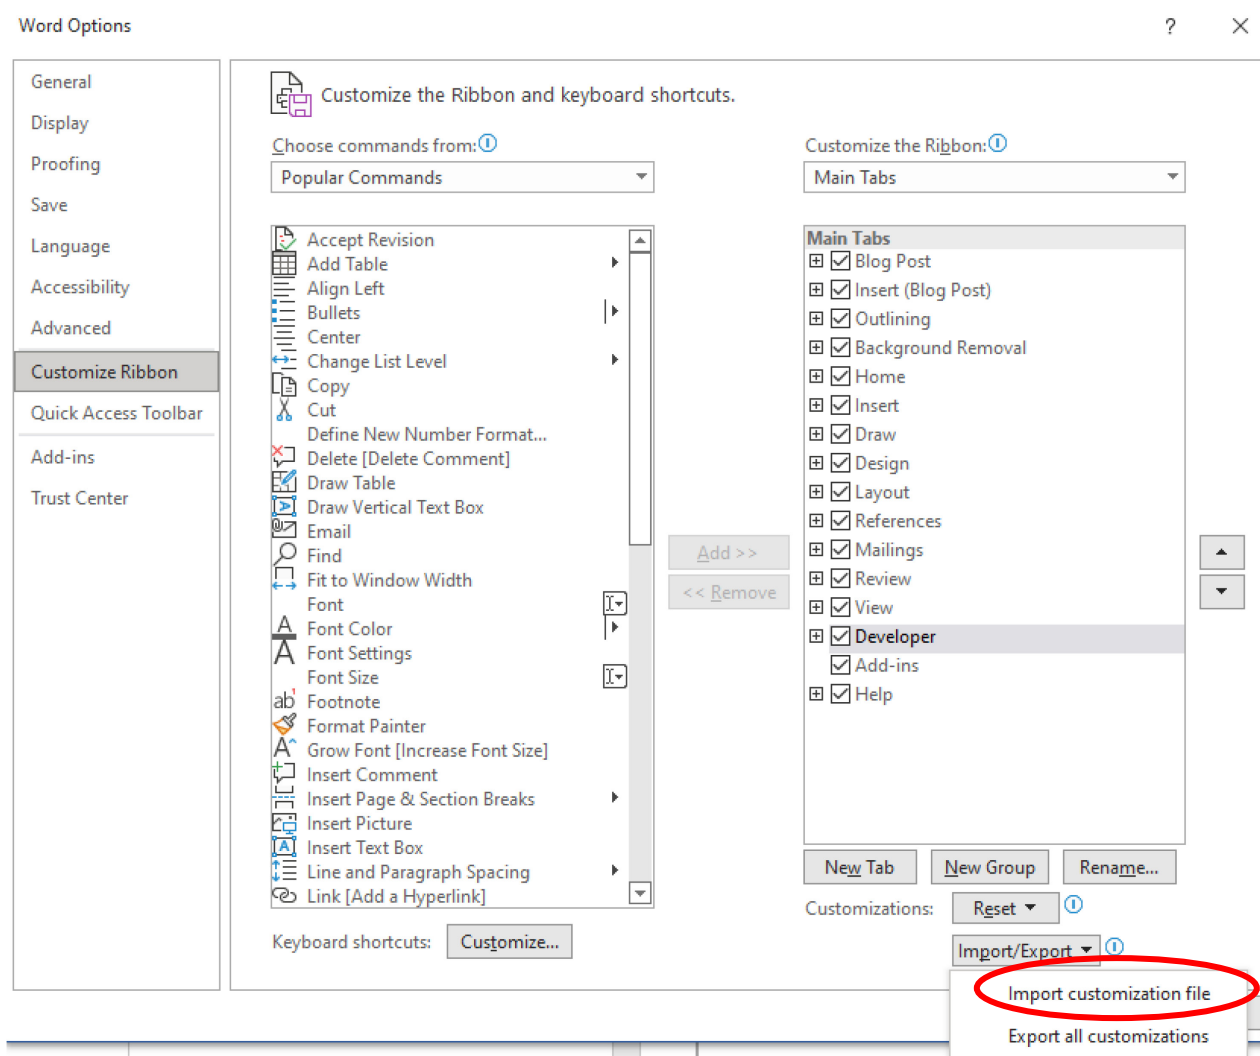 Word Options
?
General
Display
Proofing
Save
Language
Accessibility
Advanced
Customize Ribbon
Quick Access Toolbar
Add-ins
Trust Center
Customize the Ribbon and keyboard shortcuts.
Choose commands from:
Popular Commands
Accept Revision
Add Table
Align Left
Bullets
Center
Change List Level
Copy
Cut
Define New Number Format...
Delete [Delete Comment]
Draw Table
Draw Vertical Text Box
Email
Find
Fit to Window Width
Font
Font Color
Font Settings
Font Size
Footnote
Format Painter
Grow Font [Increase Font Size]
Insert Comment
Insert Page & Section Breaks
Insert Picture
Insert Text Box
Line and Paragraph Spacing
Link [Add a Hyperlink]
Keyboard shortcuts: Customize...
Add >>
<< Remove
Customize the Ribbon:
Main Tabs
Main Tabs
Blog Post
Insert (Blog Post)
Outlining
Background Removal
Home
Insert
Draw
Design
Layout
References
Mailings
Review
View
Developer
Add-ins
Help
New Tab New Group Rename...
Customizations: Reset
Import/Export
Import customization file
Export all customizations